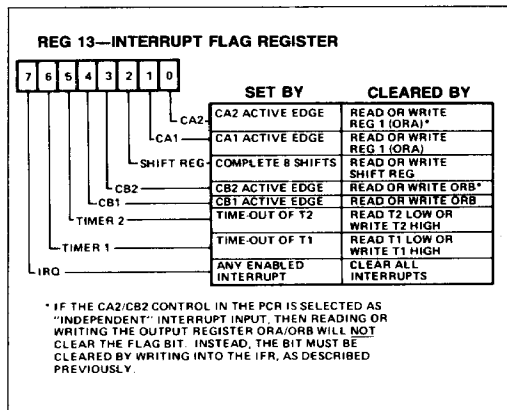 REG 13—INTERRUPT FLAG REGISTER
7 6 5 4 3 2 1 0
SET BY CLEARED BY
CA2 CA2 ACTIVE EDGE READ OR WRITE
REG 1 (ORA)*
CA1 CA1 ACTIVE EDGE READ OR WRITE
REG 1 (ORA)
SHIFT REG COMPLETE 8 SHIFTS READ OR WRITE
SHIFT REG
CB2 CB2 ACTIVE EDGE READ OR WRITE ORB*
CB1 CB1 ACTIVE EDGE READ OR WRITE ORB
TIMER 2 TIME-OUT OF T2 READ T2 LOW OR
WRITE T2 HIGH
TIMER 1 TIME-OUT OF T1 READ T1 LOW OR
WRITE T1 HIGH
IRQ ANY ENABLED CLEAR ALL
INTERRUPT INTERRUPTS
* IF THE CA2/CB2 CONTROL IN THE PCR IS SELECTED AS
"INDEPENDENT" INTERRUPT INPUT, THEN READING OR
WRITING THE OUTPUT REGISTER ORA/ORB WILL NOT
CLEAR THE FLAG BIT. INSTEAD, THE BIT MUST BE
CLEARED BY WRITING INTO THE IFR, AS DESCRIBED
PREVIOUSLY.